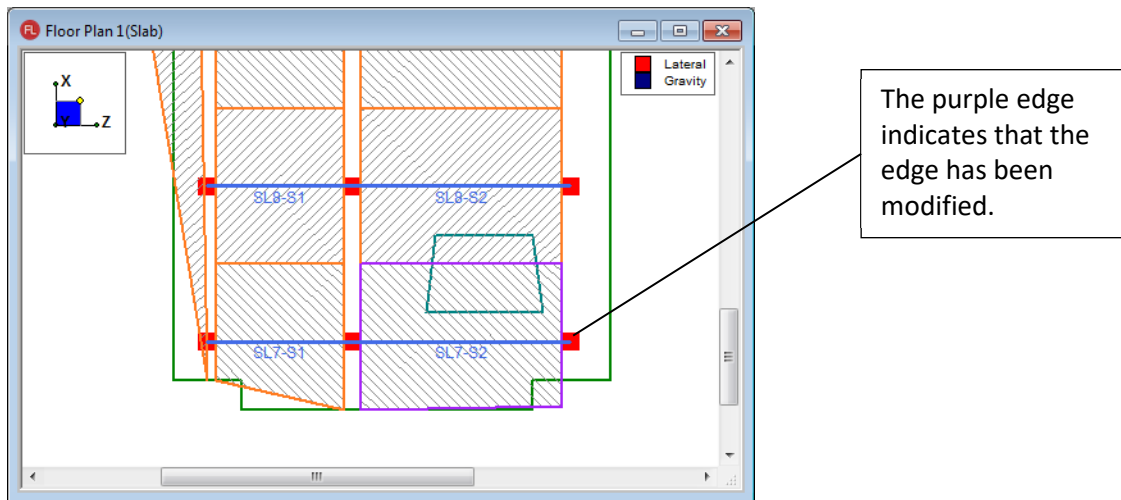 FL Floor Plan 1(Slab)
X
Y
Z
Lateral
Gravity
SL8-S1
SL8-S2
SL7-S1
SL7-S2
The purple edge
indicates that the
edge has been
modified.